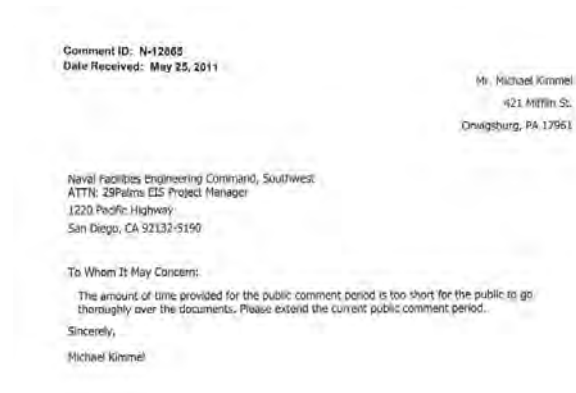 Comment ID: N-12865
Date Received: May 25, 2011
Mr. Michael Kimmel
421 Mifflin St.
Orwigsburg, PA 17961
Naval Facilities Engineering Command, Southwest
ATTN: 29Palms EIS Project Manager
1220 Pacific Highway
San Diego, CA 92132-5190
To Whom It May Concern:
The amount of time provided for the public comment period is too short for the public to go
thoroughly over the documents. Please extend the current public comment period.
Sincerely,
Michael Kimmel